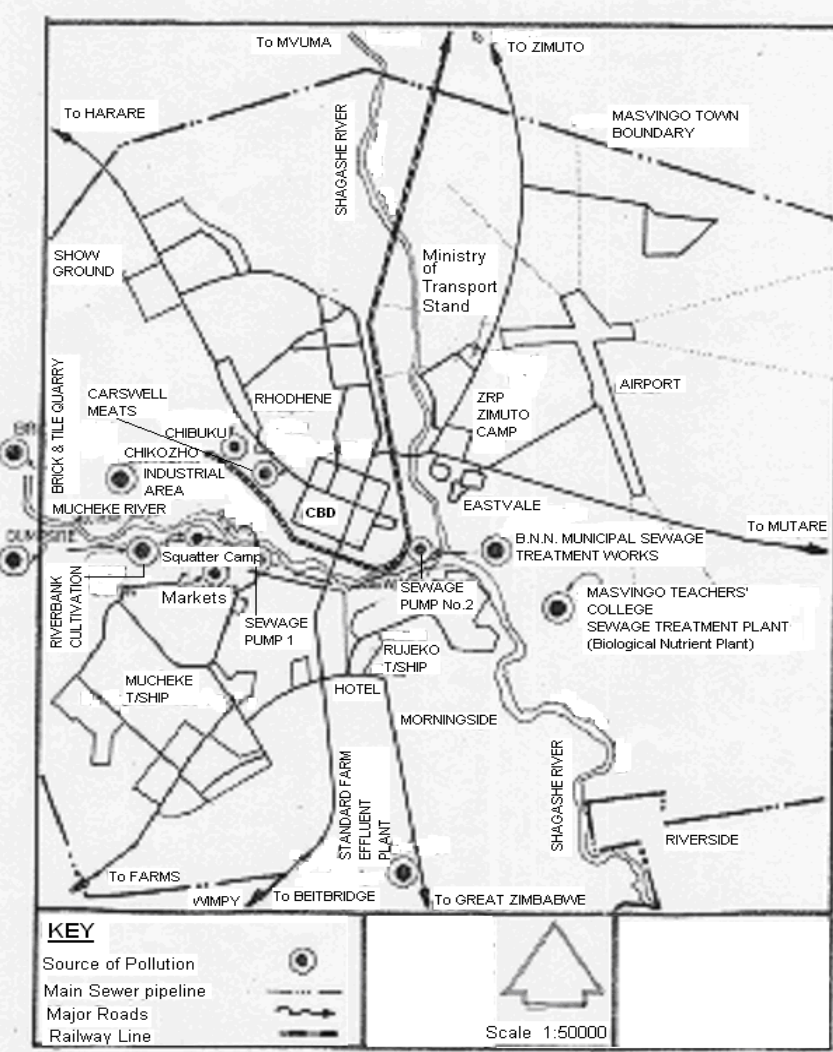 To MVUMA
TO ZIMUTO
To HARARE
MASVINGO TOWN
BOUNDARY
SHAGASHE RIVER
SHOW
GROUND
Ministry
of
Transport
Stand
BRICK & TILE QUARRY
CARSWELL
MEATS
RHODHENE
ZRP
ZIMUTO
CAMP
AIRPORT
CHIBUKU
CHIKOZHO
INDUSTRIAL
AREA
MUCHEKE RIVER
CBD
EASTVALE
To MUTARE
B.N.N. MUNICIPAL SEWAGE
TREATMENT WORKS
Squatter Camp
RIVERBANK
CULTIVATION
Markets
SEWAGE
PUMP 1
SEWAGE
PUMP No.2
MASVINGO TEACHERS'
COLLEGE
SEWAGE TREATMENT PLANT
(Biological Nutrient Plant)
RUJEKO
T/SHIP
MUCHEKE
T/SHIP
HOTEL
MORNINGSIDE
STANDARD FARM
EFFLUENT
PLANT
SHAGASHE RIVER
RIVERSIDE
To FARMS
WIMPY
To BEITBRIDGE
To GREAT ZIMBABWE
KEY
Source of Pollution
Main Sewer pipeline
Major Roads
Railway Line
Scale 1:50000